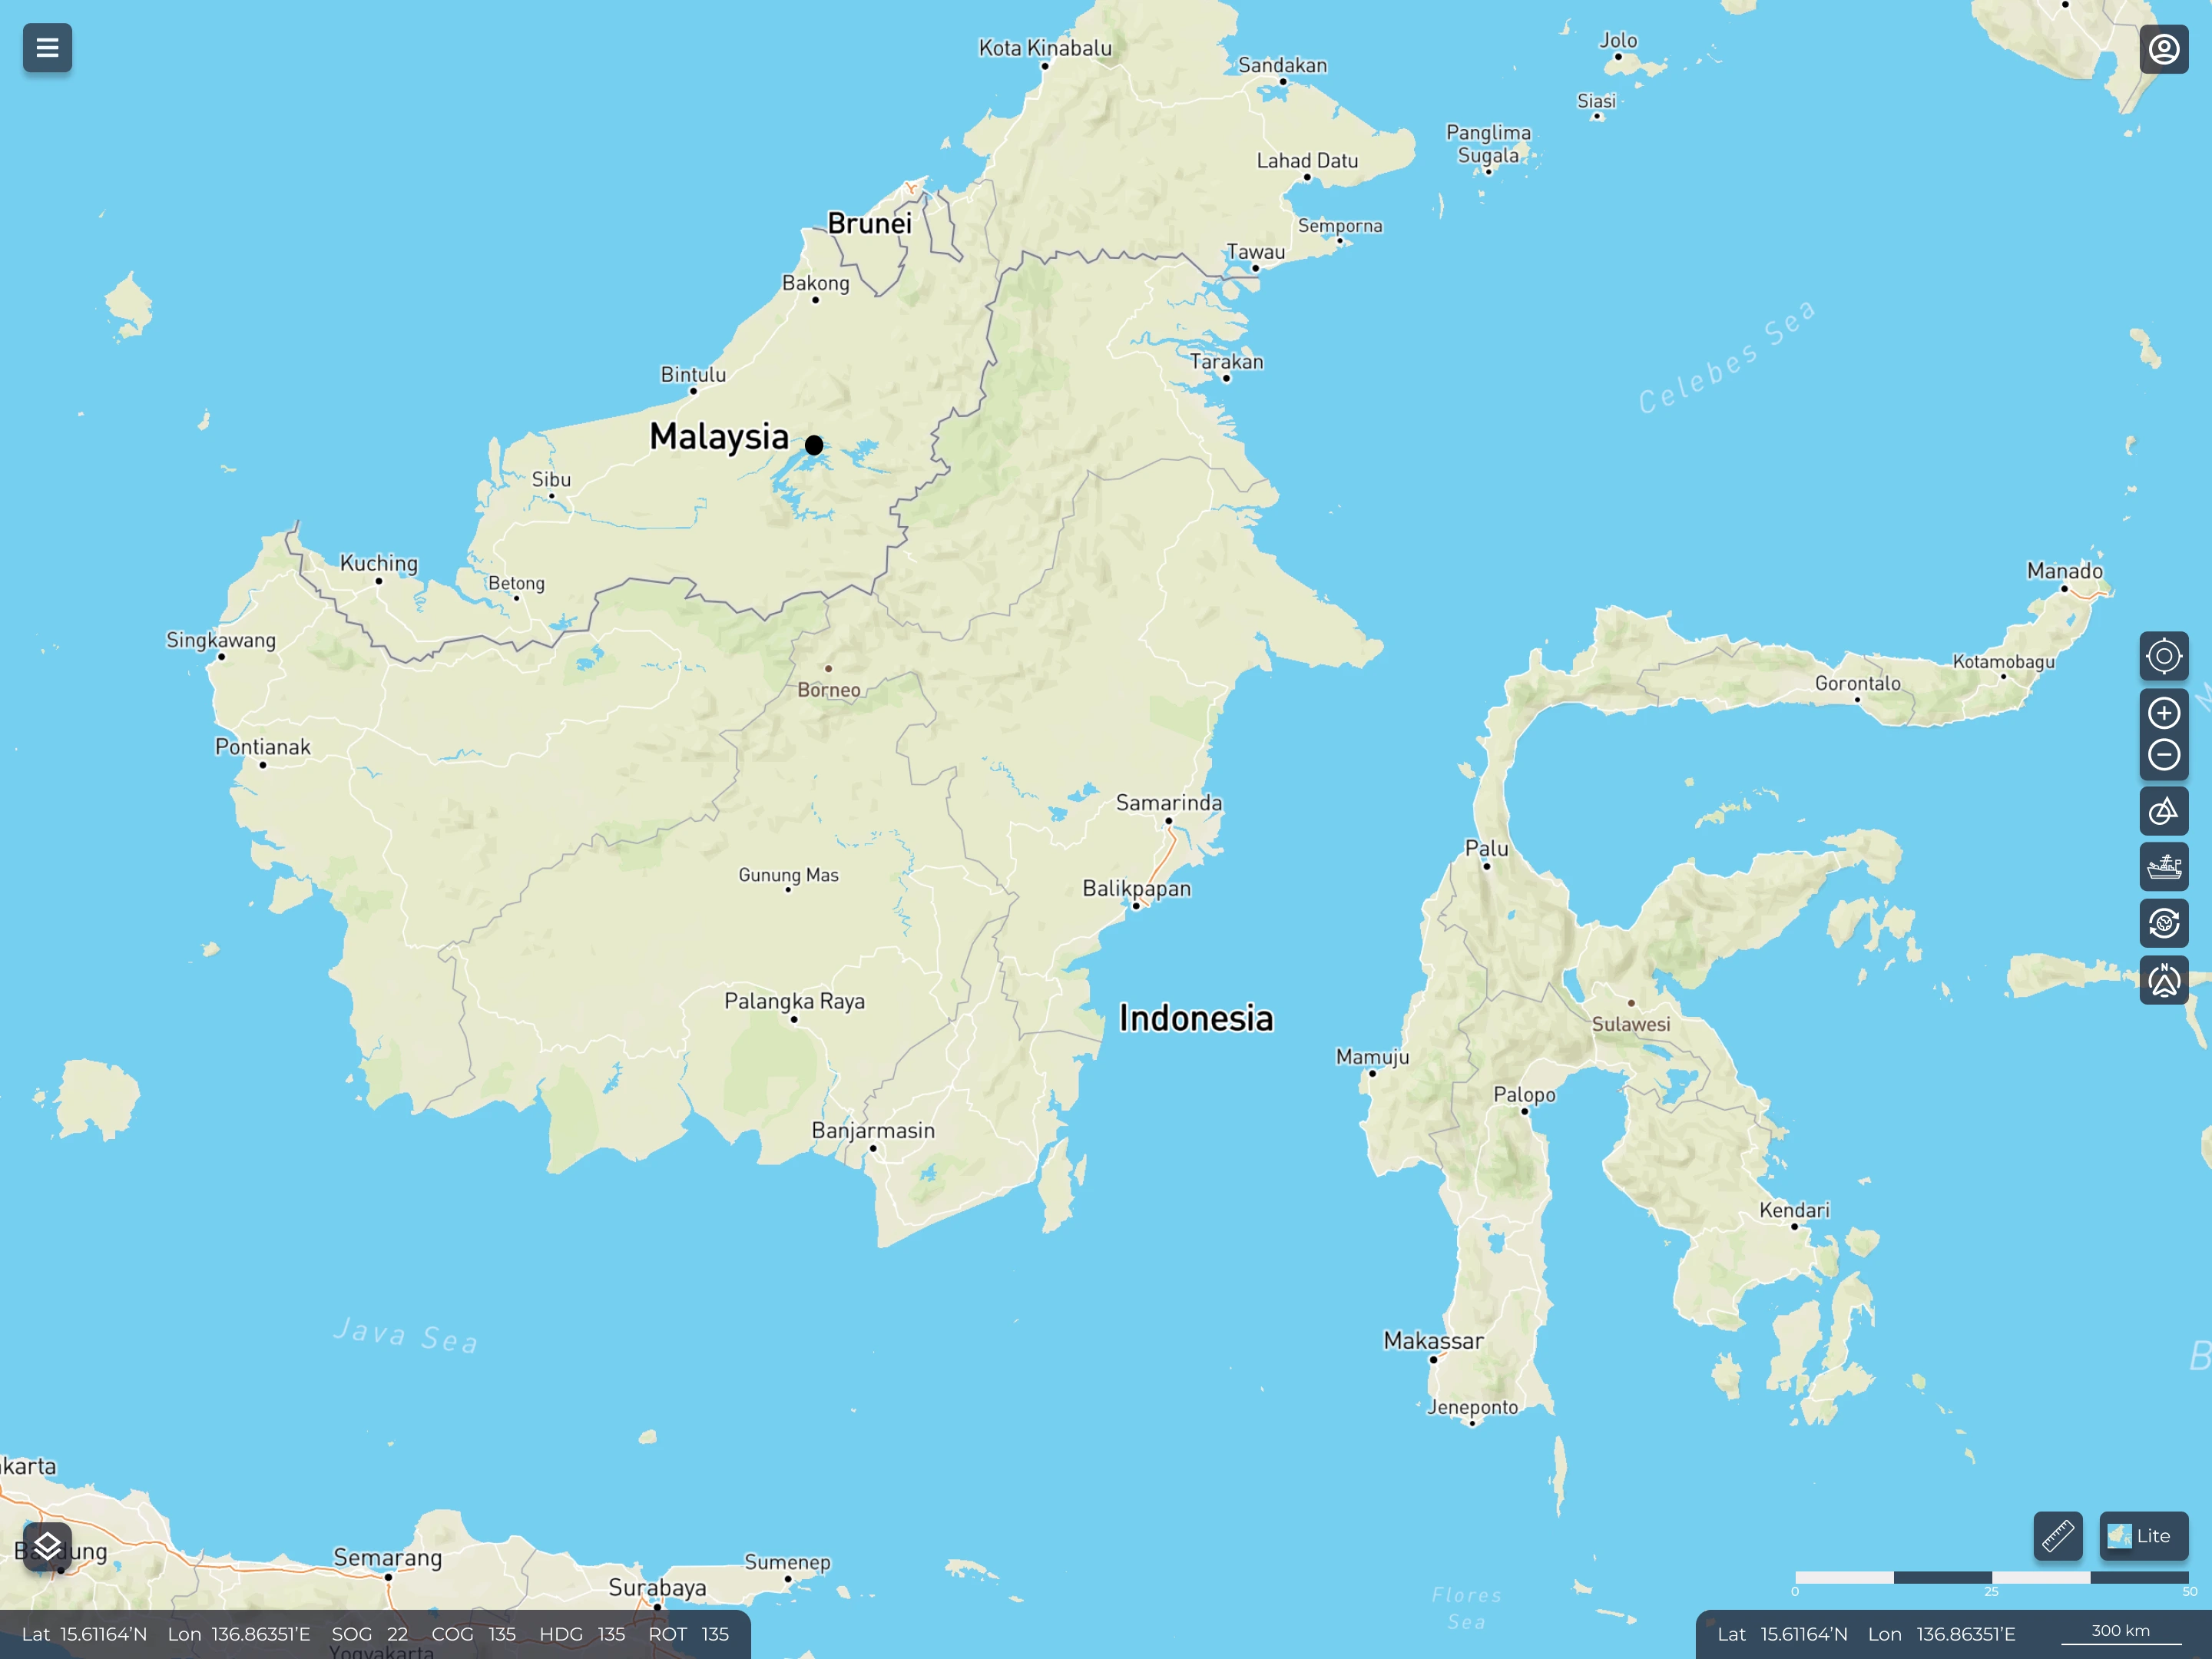 Kota Kinabalu
Sandakan
Jolo
Siasi
Panglima
Sugala
Lahad Datu
Brunei
Semporna
Tawau
Bakong
Celebes Sea
Tarakan
Bintulu
Malaysia
Sibu
Kuching
Betong
Manado
Singkawang
Kotamobagu
Borneo
Gorontalo
Pontianak
Samarinda
Palu
Gunung Mas
Balikpapan
N
Palangka Raya
Indonesia
Sulawesi
Mamuju
Palopo
Banjarmasin
Kendari
Java Sea
Makassar
Jeneponto
karta
Lite
Semarang
Sumenep
Surabaya
0 25 50
Flores
Sea
Lat 15.61164’N Lon 136.86351’E SOG 22 COG 135 HDG 135 ROT 135
Lat 15.61164’N Lon 136.86351’E 300 km
Yogyakarta